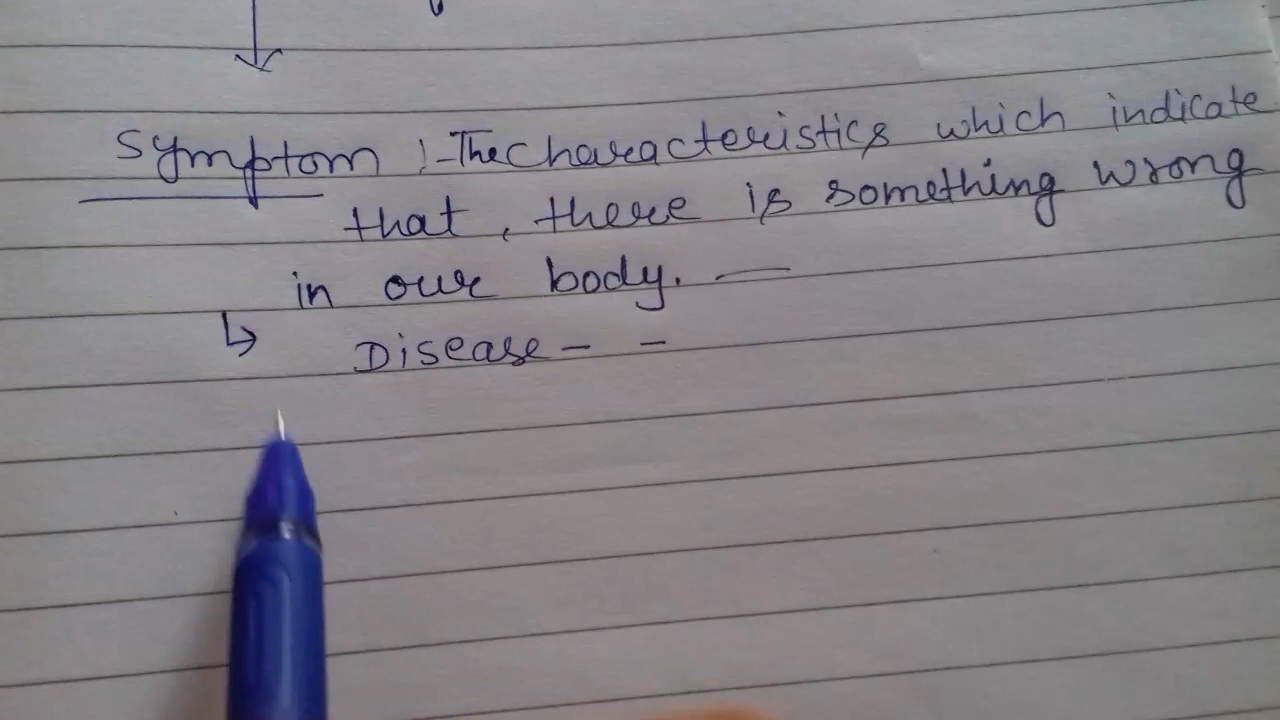 Symptom :- The characteristics which indicate
that, there is something wrong
in our body. —
↳ Disease - -